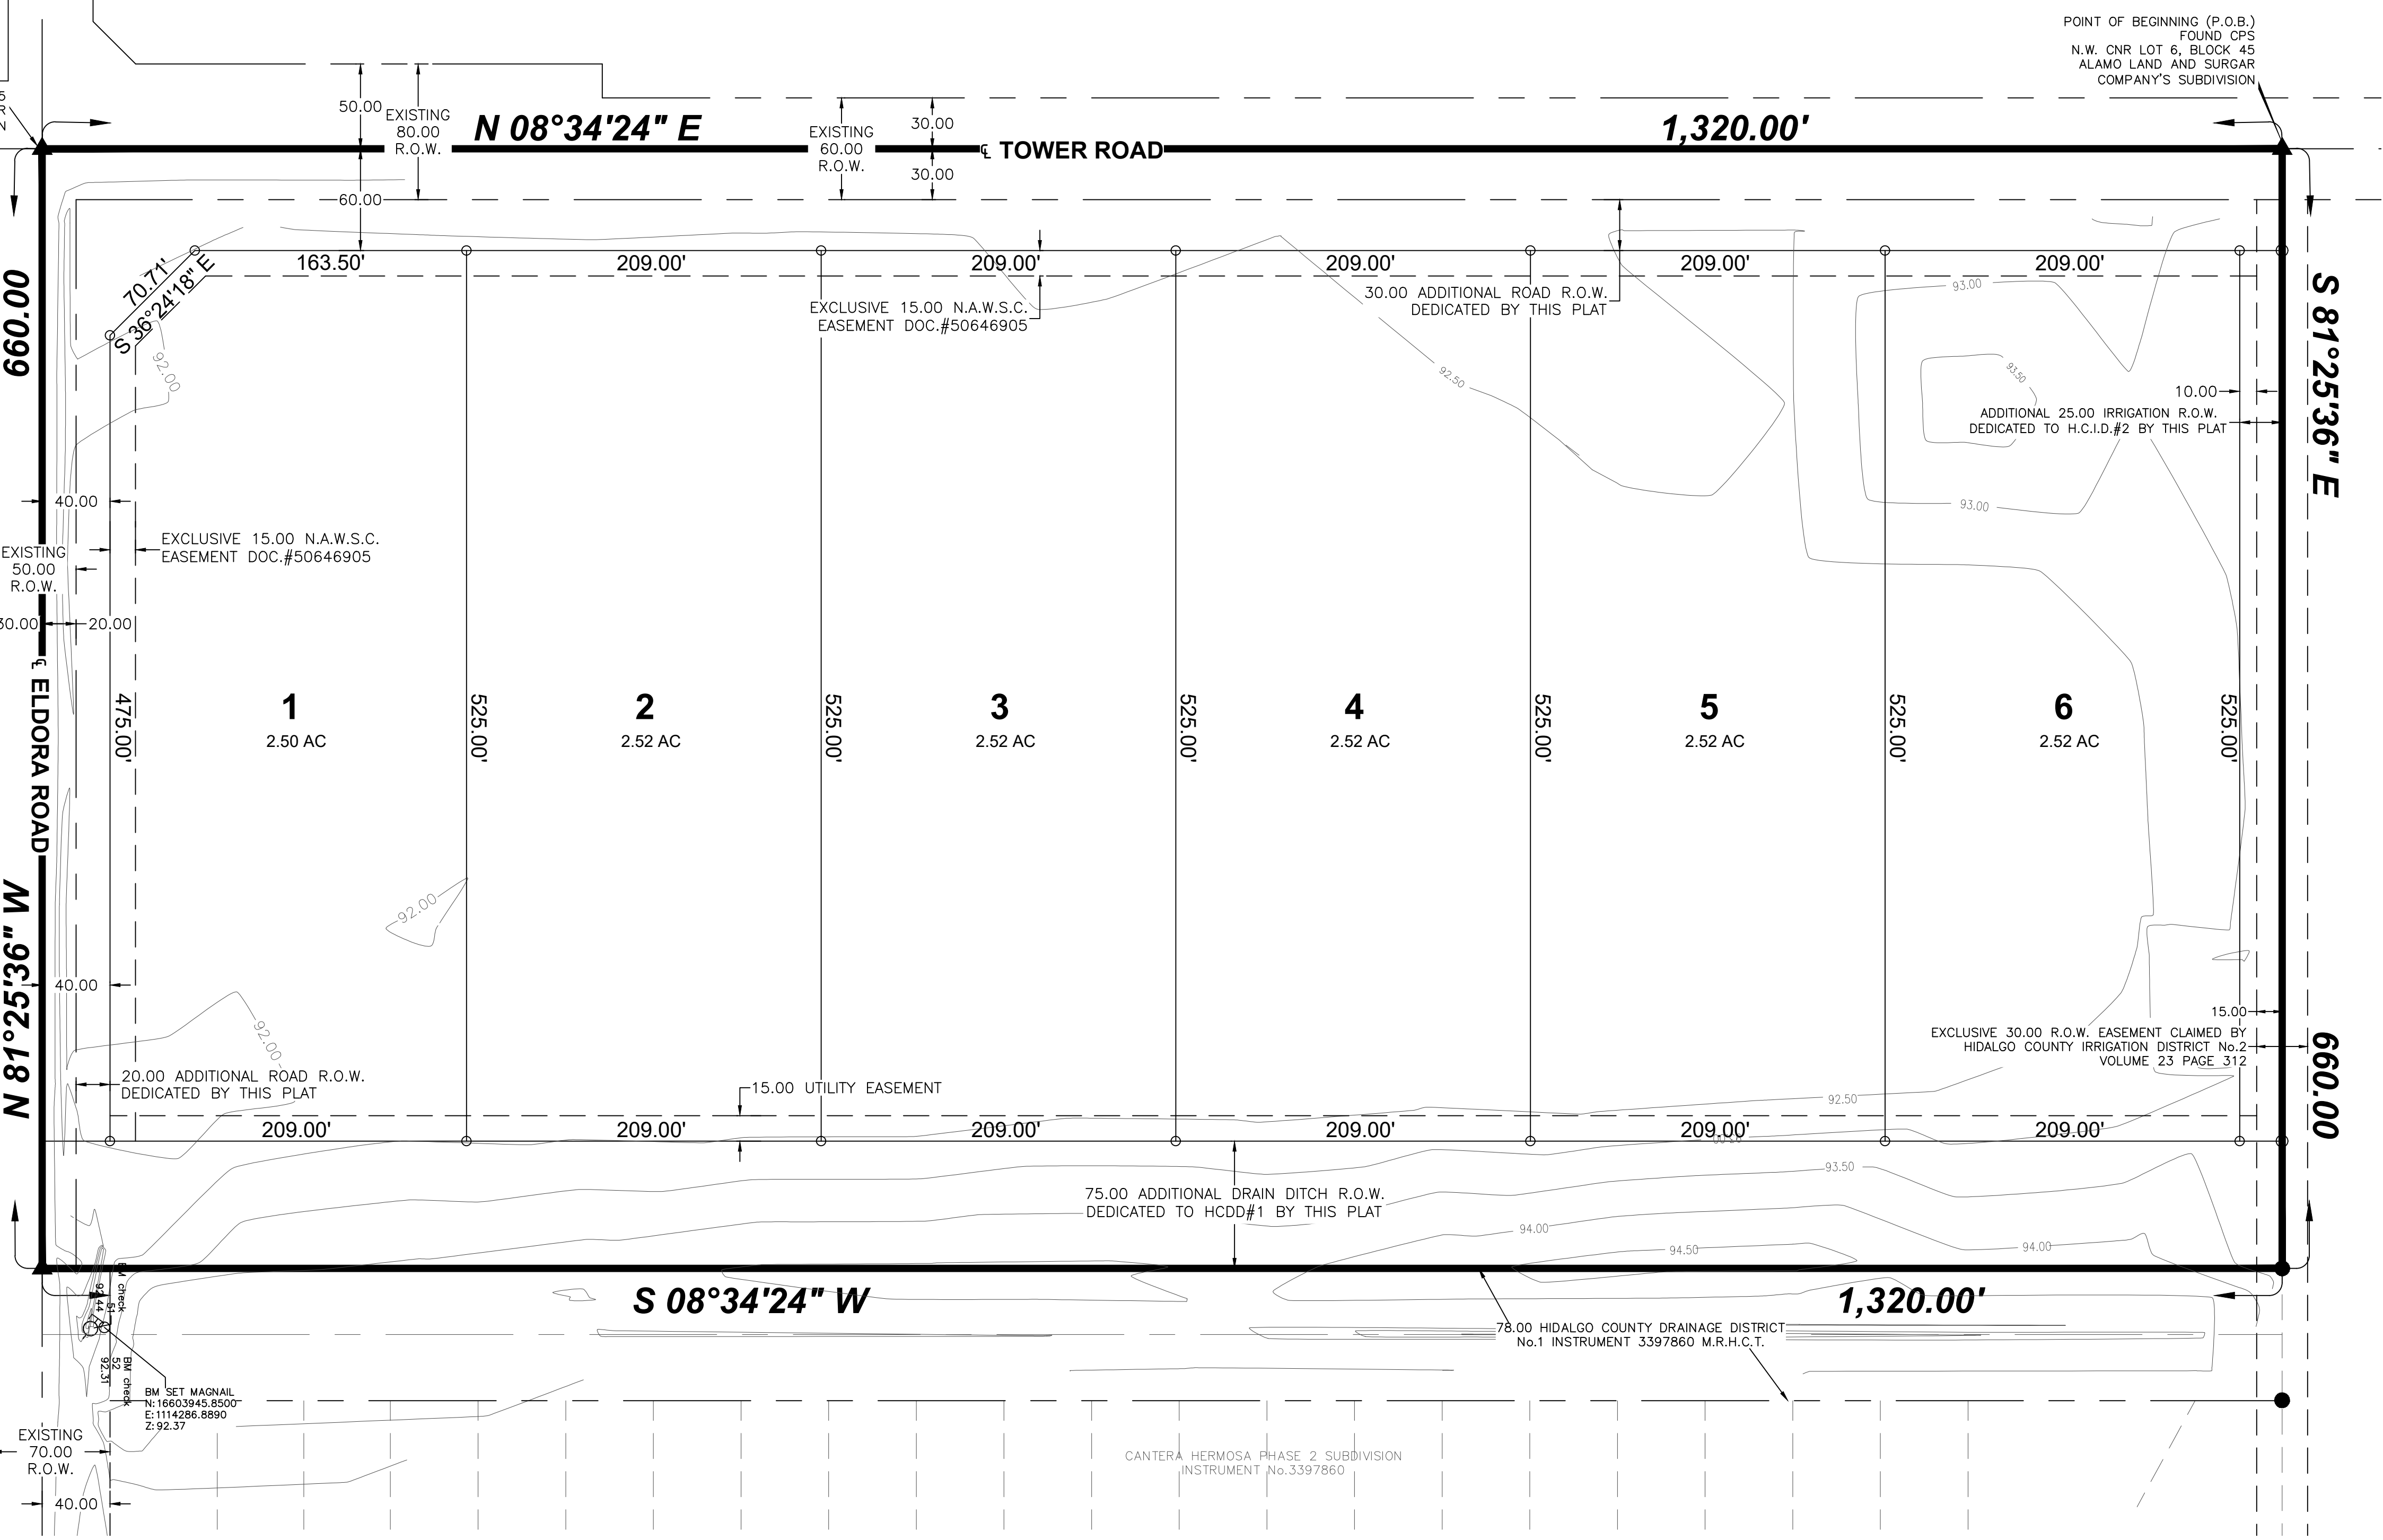 POINT OF BEGINNING (P.O.B.)
FOUND CPS
N.W. CNR LOT 6, BLOCK 45
ALAMO LAND AND SURGAR
COMPANY'S SUBDIVISION
5
R
N
50.00
EXISTING
80.00
R.O.W.
N 08°34'24" E
EXISTING
60.00
R.O.W.
30.00
30.00
℄ TOWER ROAD
1,320.00'
60.00
70.71'
S 36°24'18" E
163.50'
209.00'
209.00'
209.00'
209.00'
209.00'
EXCLUSIVE 15.00 N.A.W.S.C.
EASEMENT DOC.#50646905
30.00 ADDITIONAL ROAD R.O.W.
DEDICATED BY THIS PLAT
660.00
92.00
92.50
93.00
93.50
93.00
10.00
ADDITIONAL 25.00 IRRIGATION R.O.W.
DEDICATED TO H.C.I.D.#2 BY THIS PLAT
S 81°25'36" E
40.00
EXCLUSIVE 15.00 N.A.W.S.C.
EASEMENT DOC.#50646905
EXISTING
50.00
R.O.W.
30.00
20.00
℄ ELDORA ROAD
475.00'
1
2.50 AC
525.00'
2
2.52 AC
525.00'
3
2.52 AC
525.00'
4
2.52 AC
525.00'
5
2.52 AC
525.00'
6
2.52 AC
525.00'
92.00
N 81°25'36" W
40.00
92.00
15.00
EXCLUSIVE 30.00 R.O.W. EASEMENT CLAIMED BY
HIDALGO COUNTY IRRIGATION DISTRICT No.2
VOLUME 23 PAGE 312
660.00
20.00 ADDITIONAL ROAD R.O.W.
DEDICATED BY THIS PLAT
15.00 UTILITY EASEMENT
92.50
209.00'
209.00'
209.00'
209.00'
209.00'
209.00'
93.50
75.00 ADDITIONAL DRAIN DITCH R.O.W.
DEDICATED TO HCDD#1 BY THIS PLAT
94.00
94.50
94.00
S 08°34'24" W
1,320.00'
BM check
51
92.44
78.00 HIDALGO COUNTY DRAINAGE DISTRICT
No.1 INSTRUMENT 3397860 M.R.H.C.T.
BM check
52
92.31
BM SET MAGNAIL
N:16603945.8500
E:1114286.8890
Z:92.37
EXISTING
70.00
R.O.W.
CANTERA HERMOSA PHASE 2 SUBDIVISION
INSTRUMENT No.3397860
40.00